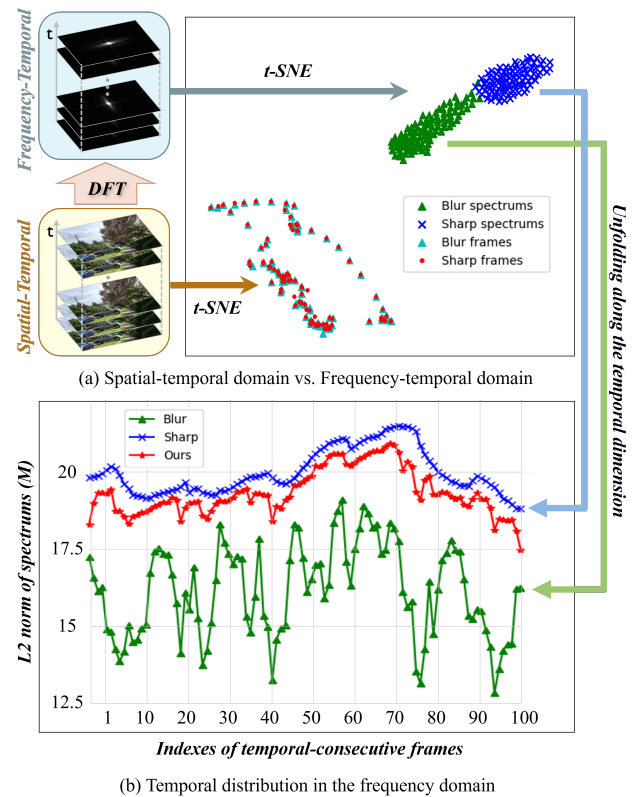 Frequency-Temporal
t
t-SNE
DFT
Spatial-Temporal
t
t-SNE
Blur spectrums
Sharp spectrums
Blur frames
Sharp frames
Unfolding along the temporal dimension
(a) Spatial-temporal domain vs. Frequency-temporal domain
L2 norm of spectrums (M)
Blur
Sharp
Ours
20
17.5
15
12.5
1 10 20 30 40 50 60 70 80 90 100
Indexes of temporal-consecutive frames
(b) Temporal distribution in the frequency domain